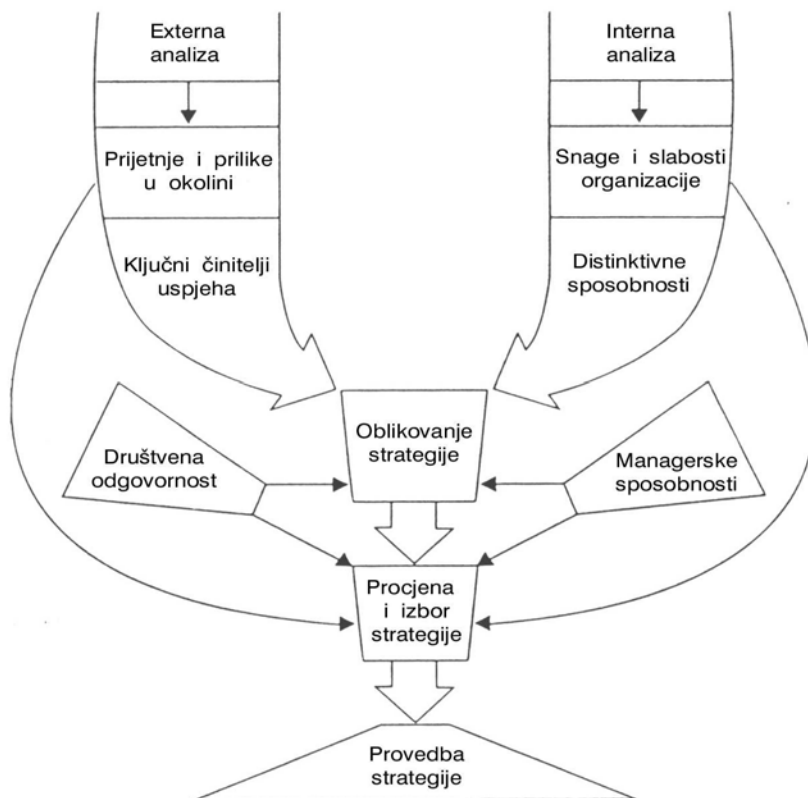 Externa
analiza
Interna
analiza
Prijetnje i prilike
u okolini
Snage i slabosti
organizacije
Ključni činitelji
uspjeha
Distinktivne
sposobnosti
Oblikovanje
strategije
Društvena
odgovornost
Managerske
sposobnosti
Procjena
i izbor
strategije
Provedba
strategije